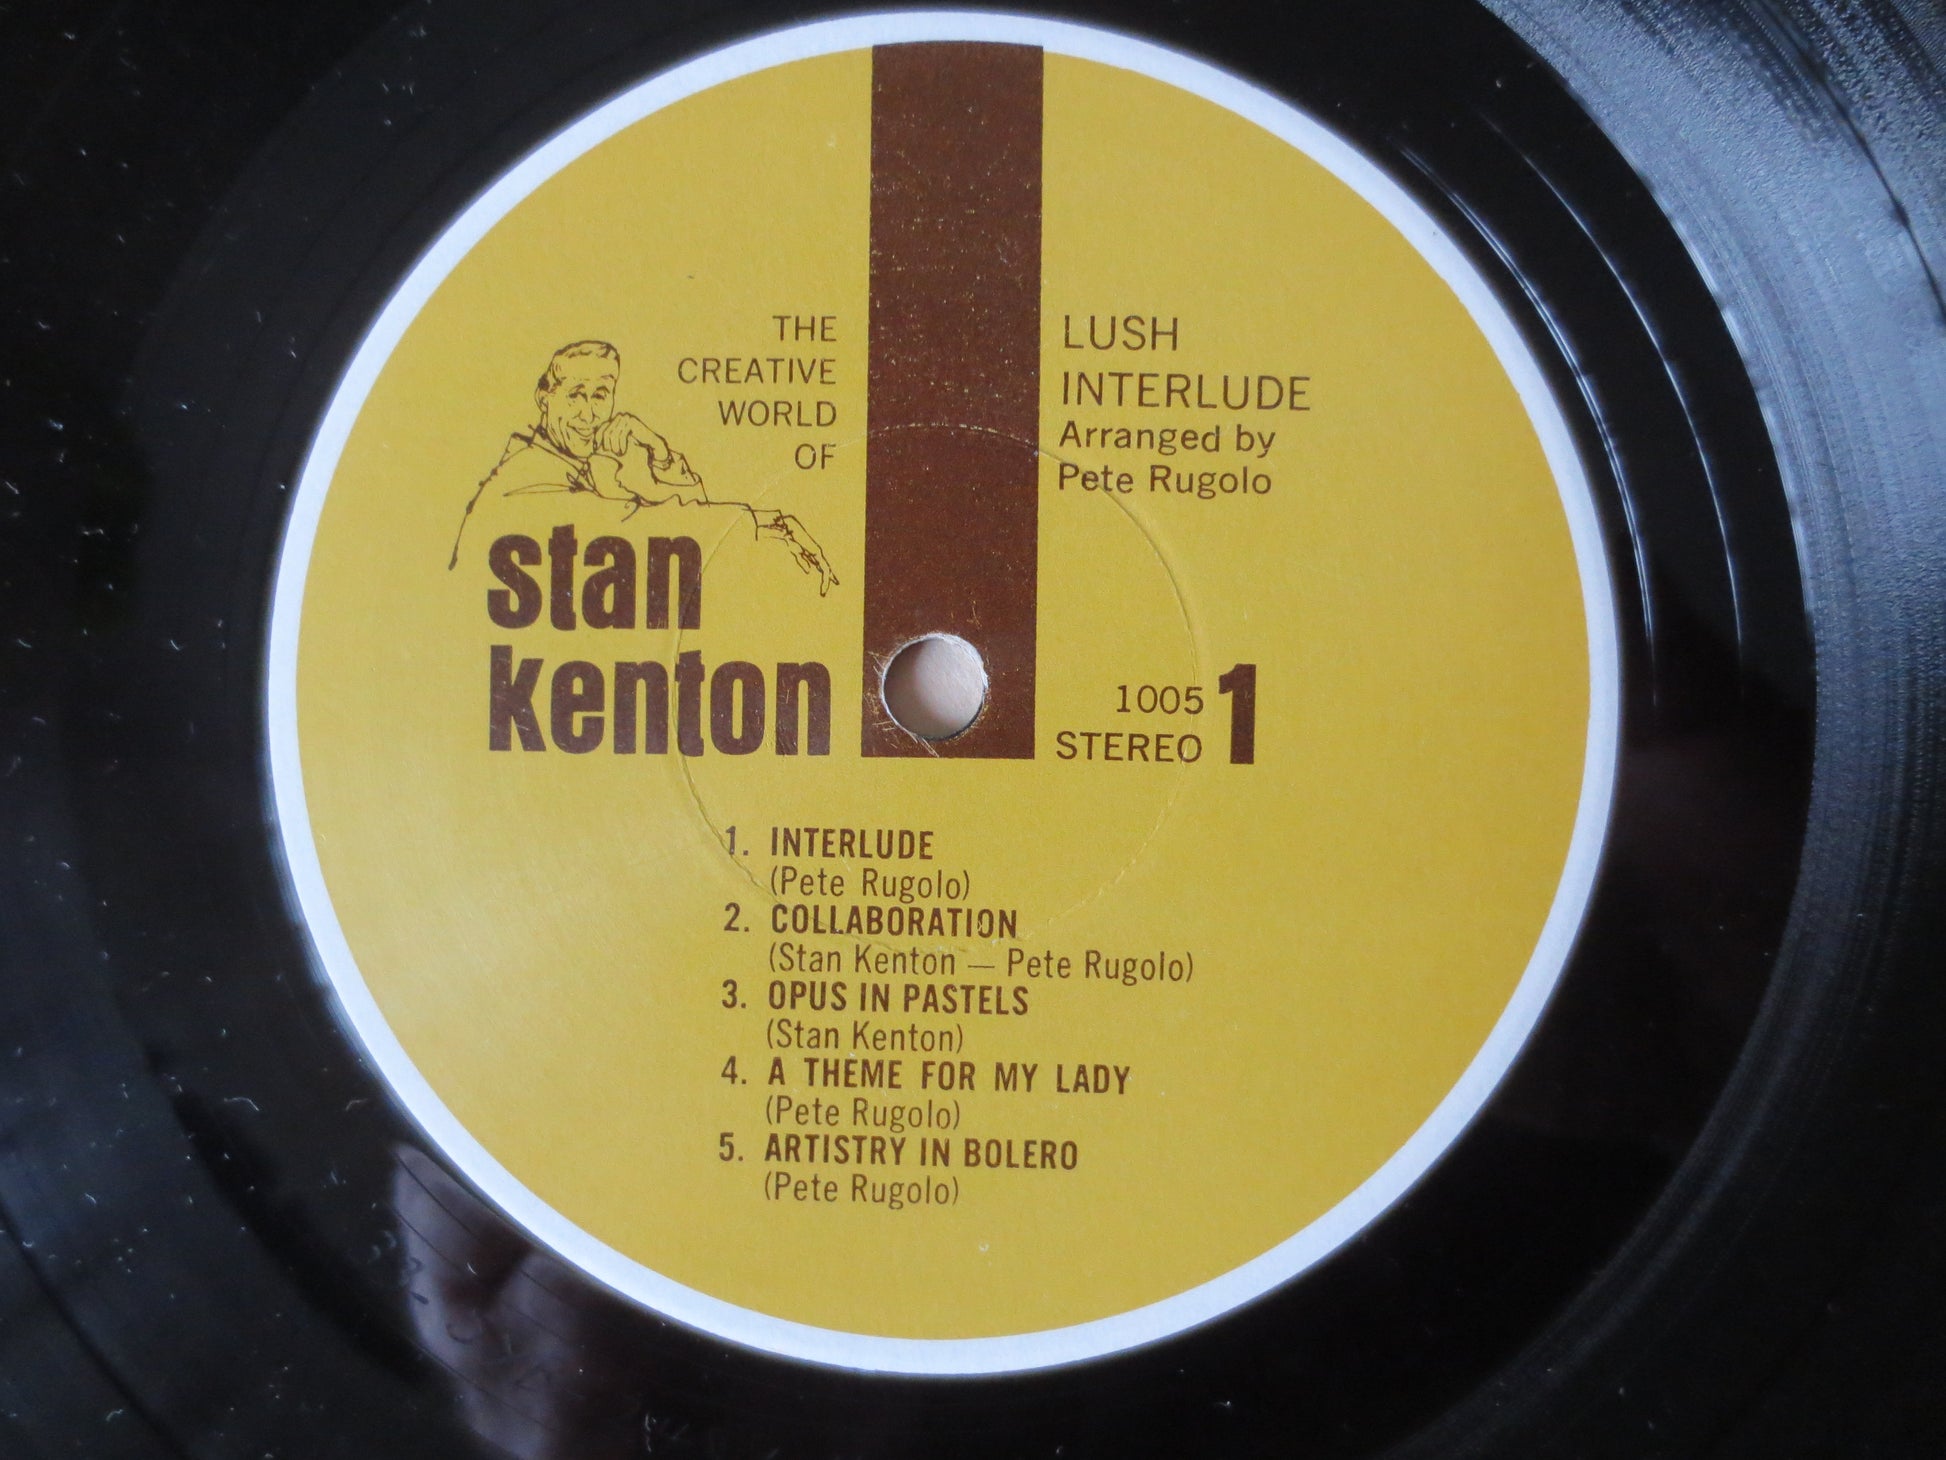 THE
CREATIVE
WORLD
OF
stan
kenton
LUSH
INTERLUDE
Arranged by
Pete Rugolo
1005
STEREO 1
1. INTERLUDE
(Pete Rugolo)
2. COLLABORATION
(Stan Kenton — Pete Rugolo)
3. OPUS IN PASTELS
(Stan Kenton)
4. A THEME FOR MY LADY
(Pete Rugolo)
5. ARTISTRY IN BOLERO
(Pete Rugolo)